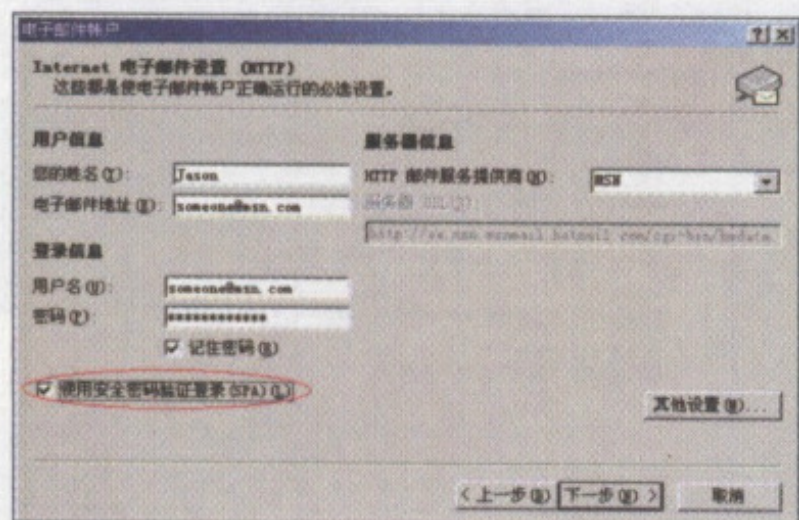 电子邮件帐户
Internet 电子邮件设置 (HTTP)
这些都是使电子邮件帐户正确运行的必选设置。
用户信息
您的姓名(Y): Jason
电子邮件地址(E): someone@msn.com
登录信息
用户名(U): someone@msn.com
密码(P): ************
记住密码(R)
使用安全密码验证登录(SPA)(L)
服务器信息
HTTP 邮件服务提供商(M): MSN
服务器 URL(S):
其他设置(M)...
< 上一步(B)
下一步(N) >
取消